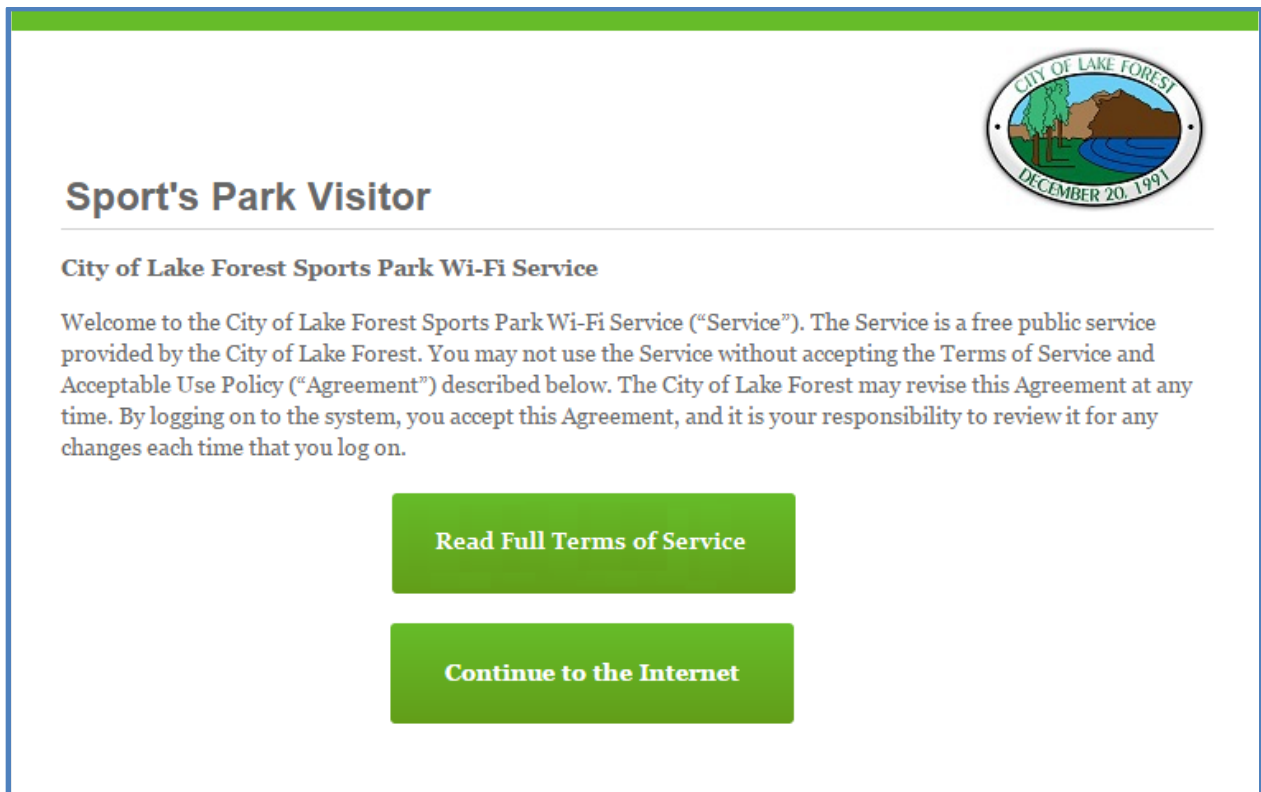 CITY OF LAKE FOREST
DECEMBER 20, 1991
Sport's Park Visitor
City of Lake Forest Sports Park Wi-Fi Service
Welcome to the City of Lake Forest Sports Park Wi-Fi Service (“Service”). The Service is a free public service
provided by the City of Lake Forest. You may not use the Service without accepting the Terms of Service and
Acceptable Use Policy (“Agreement”) described below. The City of Lake Forest may revise this Agreement at any
time. By logging on to the system, you accept this Agreement, and it is your responsibility to review it for any
changes each time that you log on.
Read Full Terms of Service
Continue to the Internet